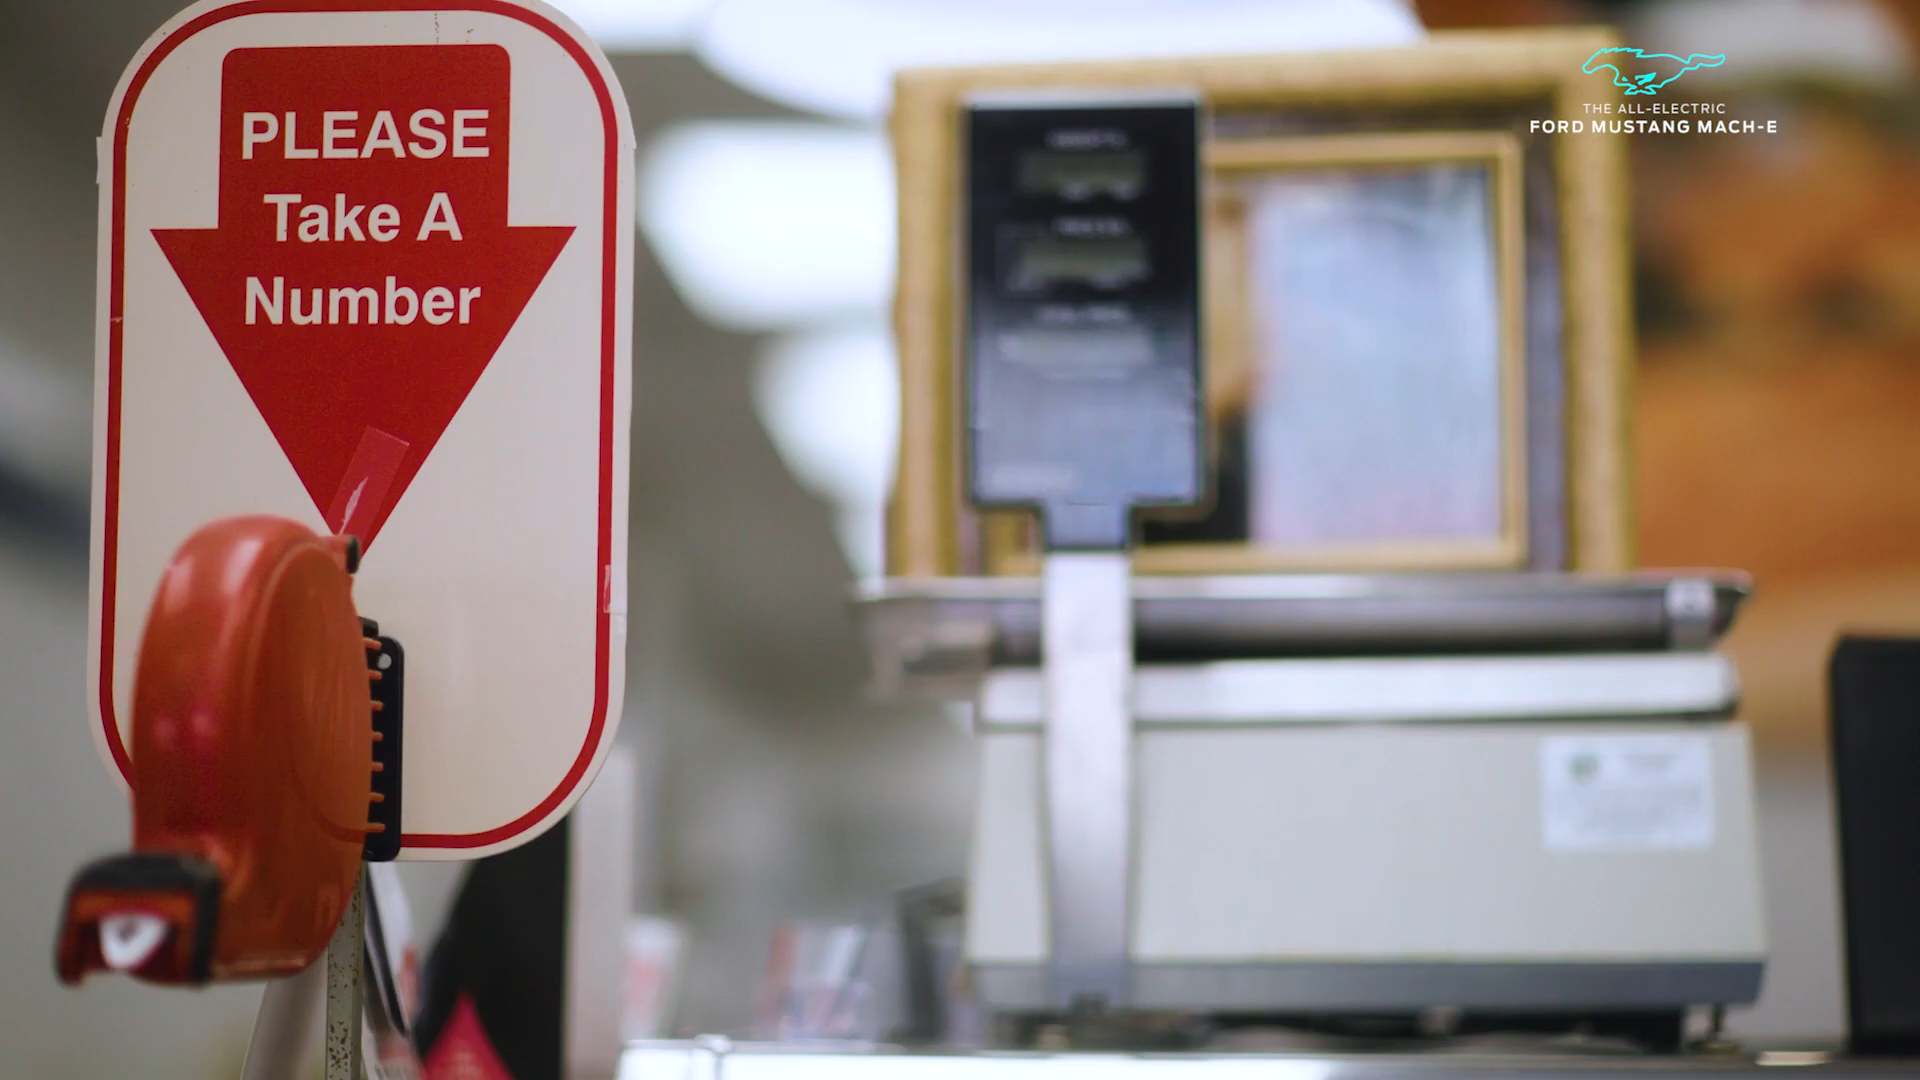 PLEASE
Take A
Number
THE ALL-ELECTRIC
FORD MUSTANG MACH-E